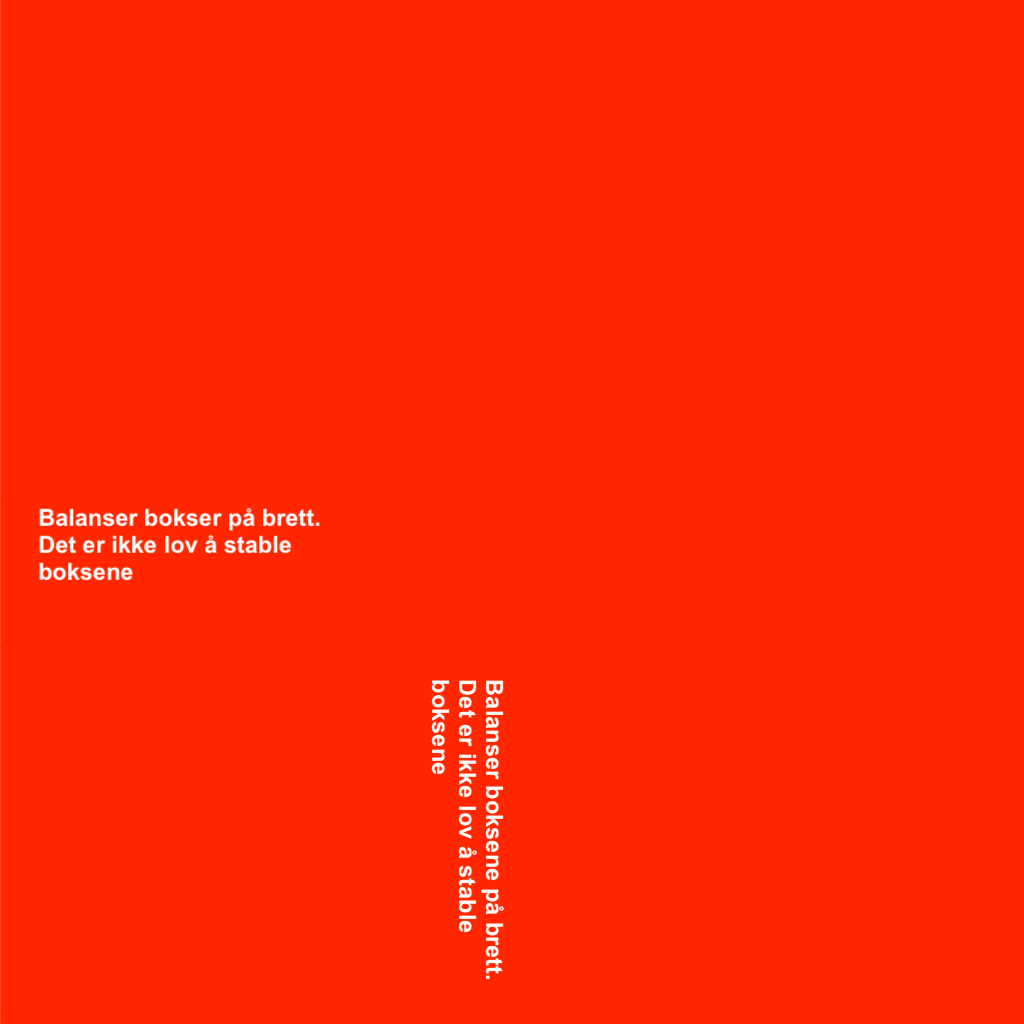 Balanser bokser på brett.
Det er ikke lov å stable
boksene
Balanser boksene på brett.
Det er ikke lov å stable
boksene